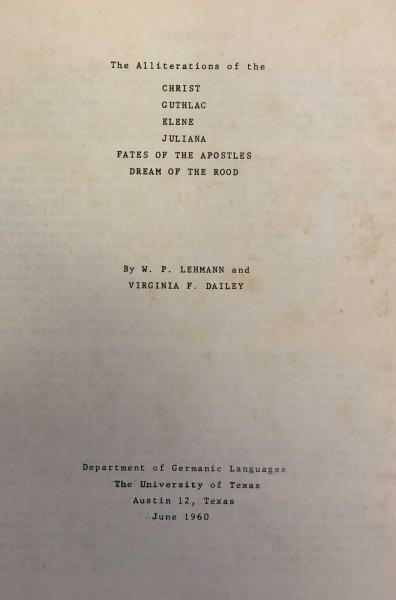 The Alliterations of the
CHRIST
GUTHLAC
ELENE
JULIANA
FATES OF THE APOSTLES
DREAM OF THE ROOD
By W. P. LEHMANN and
VIRGINIA F. DAILEY
Department of Germanic Languages
The University of Texas
Austin 12, Texas
June 1960